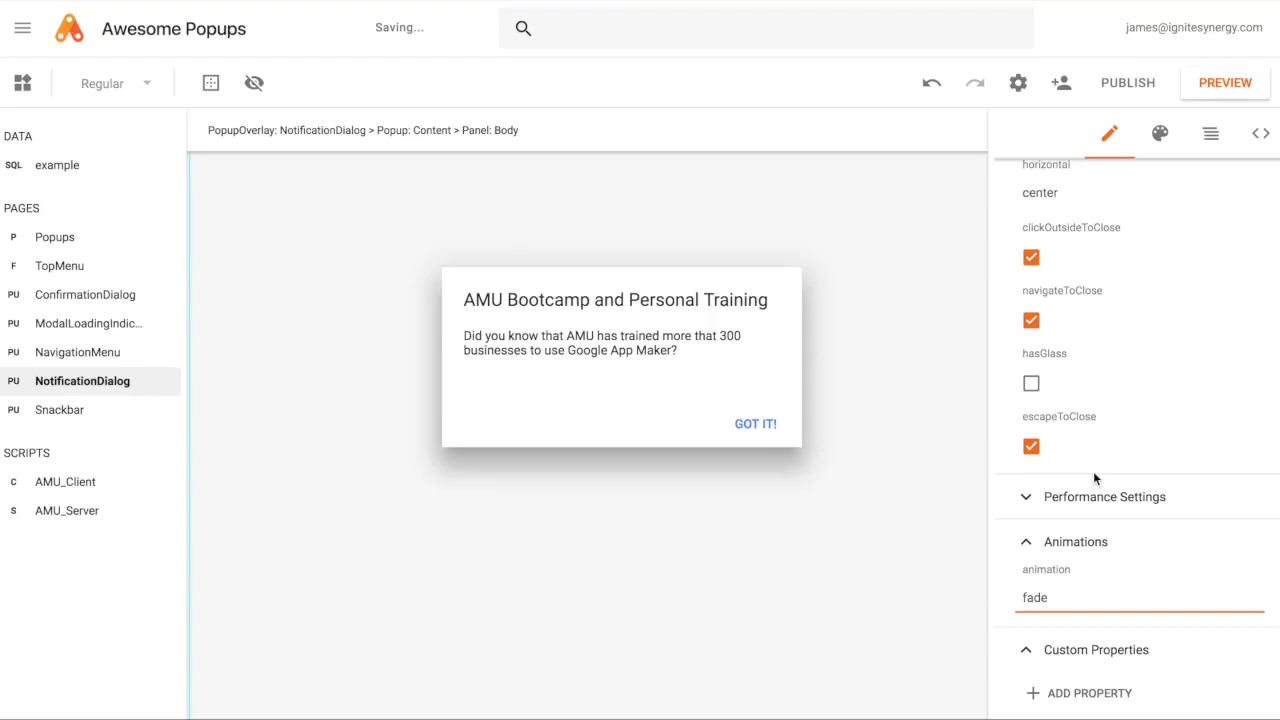 Awesome Popups
Saving...
james@ignitesynergy.com
Regular
PUBLISH
PREVIEW
DATA
SQL example
PAGES
P Popups
F TopMenu
PU ConfirmationDialog
PU ModalLoadingIndic...
PU NavigationMenu
PU NotificationDialog
PU Snackbar
SCRIPTS
C AMU_Client
S AMU_Server
PopupOverlay: NotificationDialog > Popup: Content > Panel: Body
AMU Bootcamp and Personal Training
Did you know that AMU has trained more that 300
businesses to use Google App Maker?
GOT IT!
horizontal
center
clickOutsideToClose
navigateToClose
hasGlass
escapeToClose
Performance Settings
Animations
animation
fade
Custom Properties
ADD PROPERTY